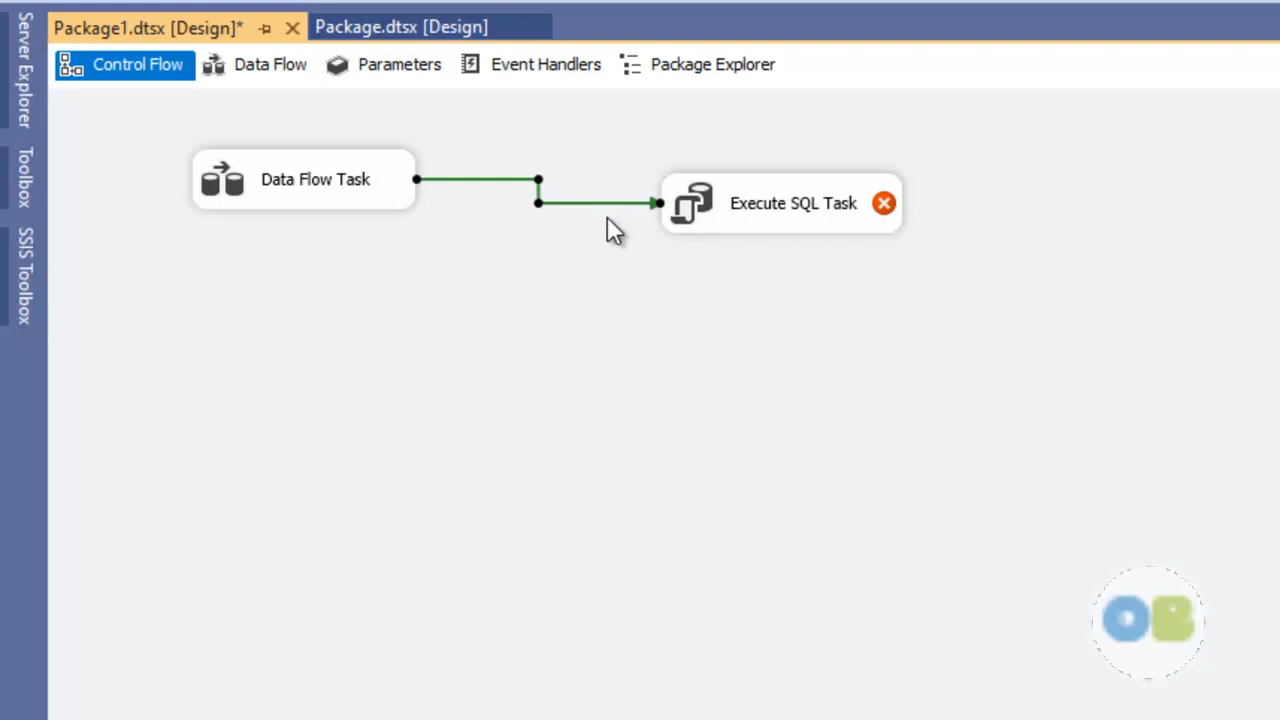 Package1.dtsx [Design]*
Package.dtsx [Design]
Control Flow
Data Flow
Parameters
Event Handlers
Package Explorer
Server Explorer
Toolbox
SSIS Toolbox
Data Flow Task
Execute SQL Task
OB